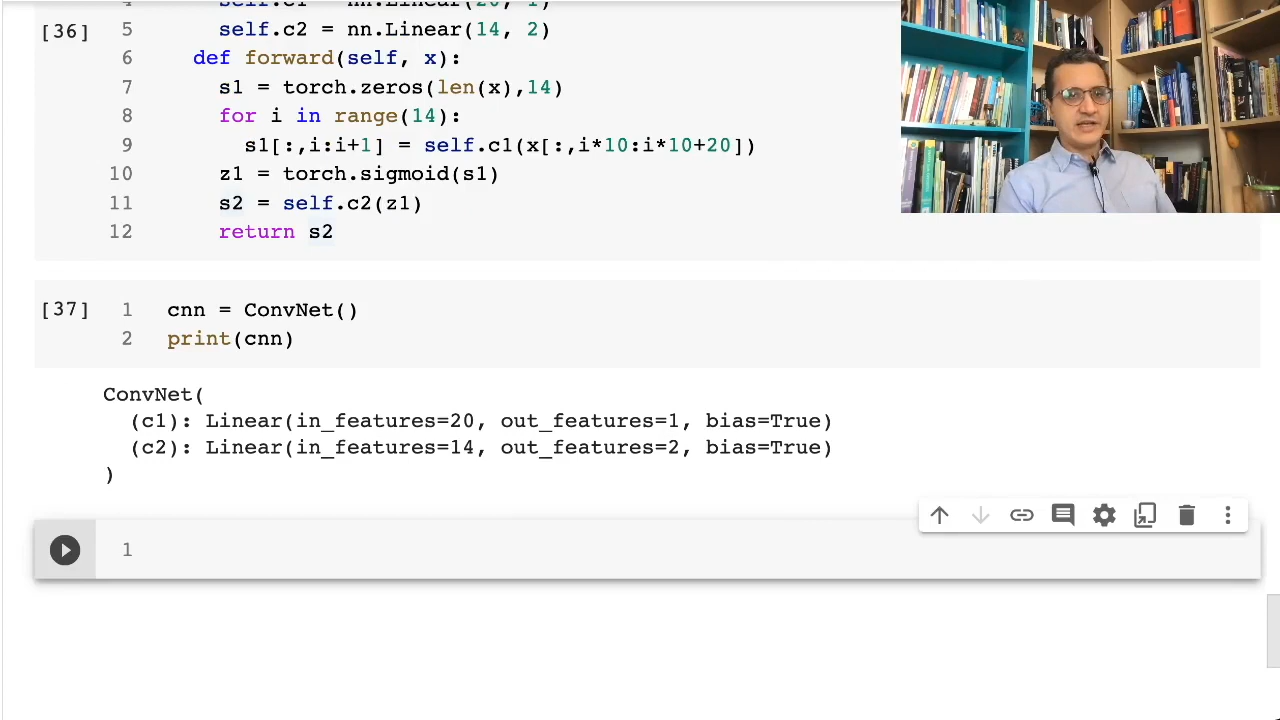 [36]
5 self.c2 = nn.Linear(14, 2)
6 def forward(self, x):
7 s1 = torch.zeros(len(x),14)
8 for i in range(14):
9 s1[:,i:i+1] = self.c1(x[:,i*10:i*10+20])
10 z1 = torch.sigmoid(s1)
11 s2 = self.c2(z1)
12 return s2
[37]
1 cnn = ConvNet()
2 print(cnn)
ConvNet(
(c1): Linear(in_features=20, out_features=1, bias=True)
(c2): Linear(in_features=14, out_features=2, bias=True)
)
1